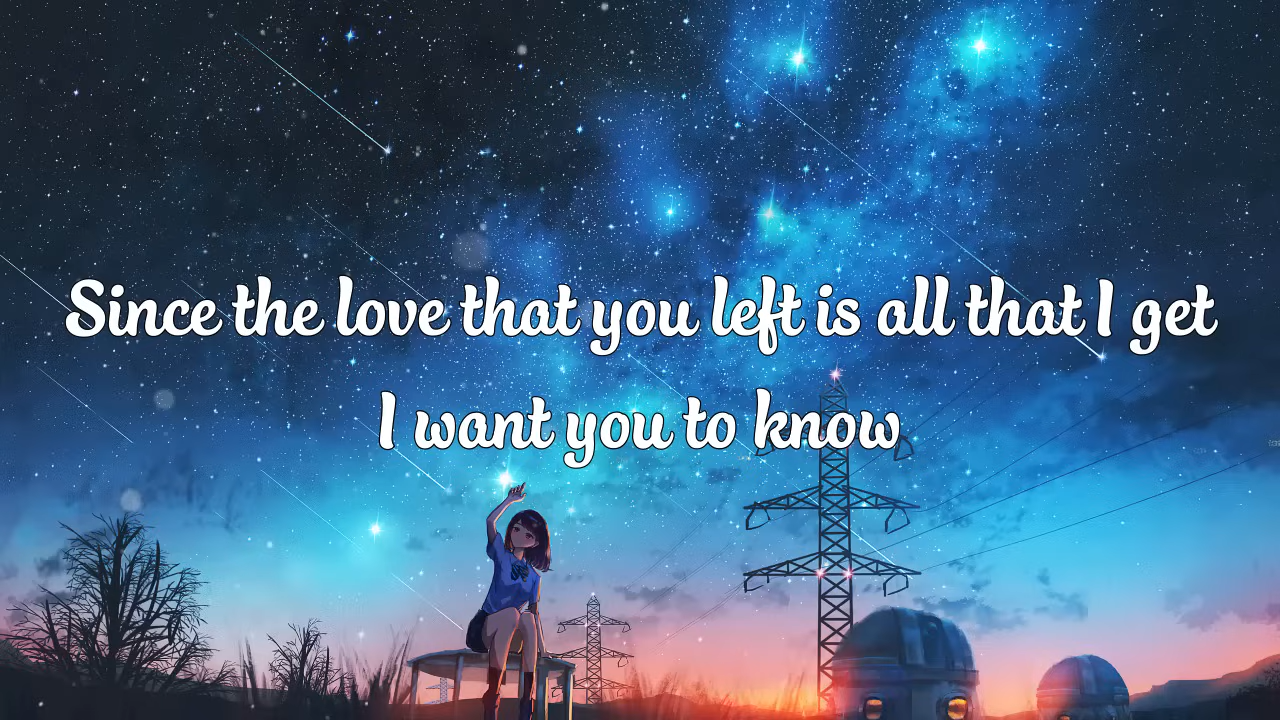 Since the love that you left is all that I get
I want you to know